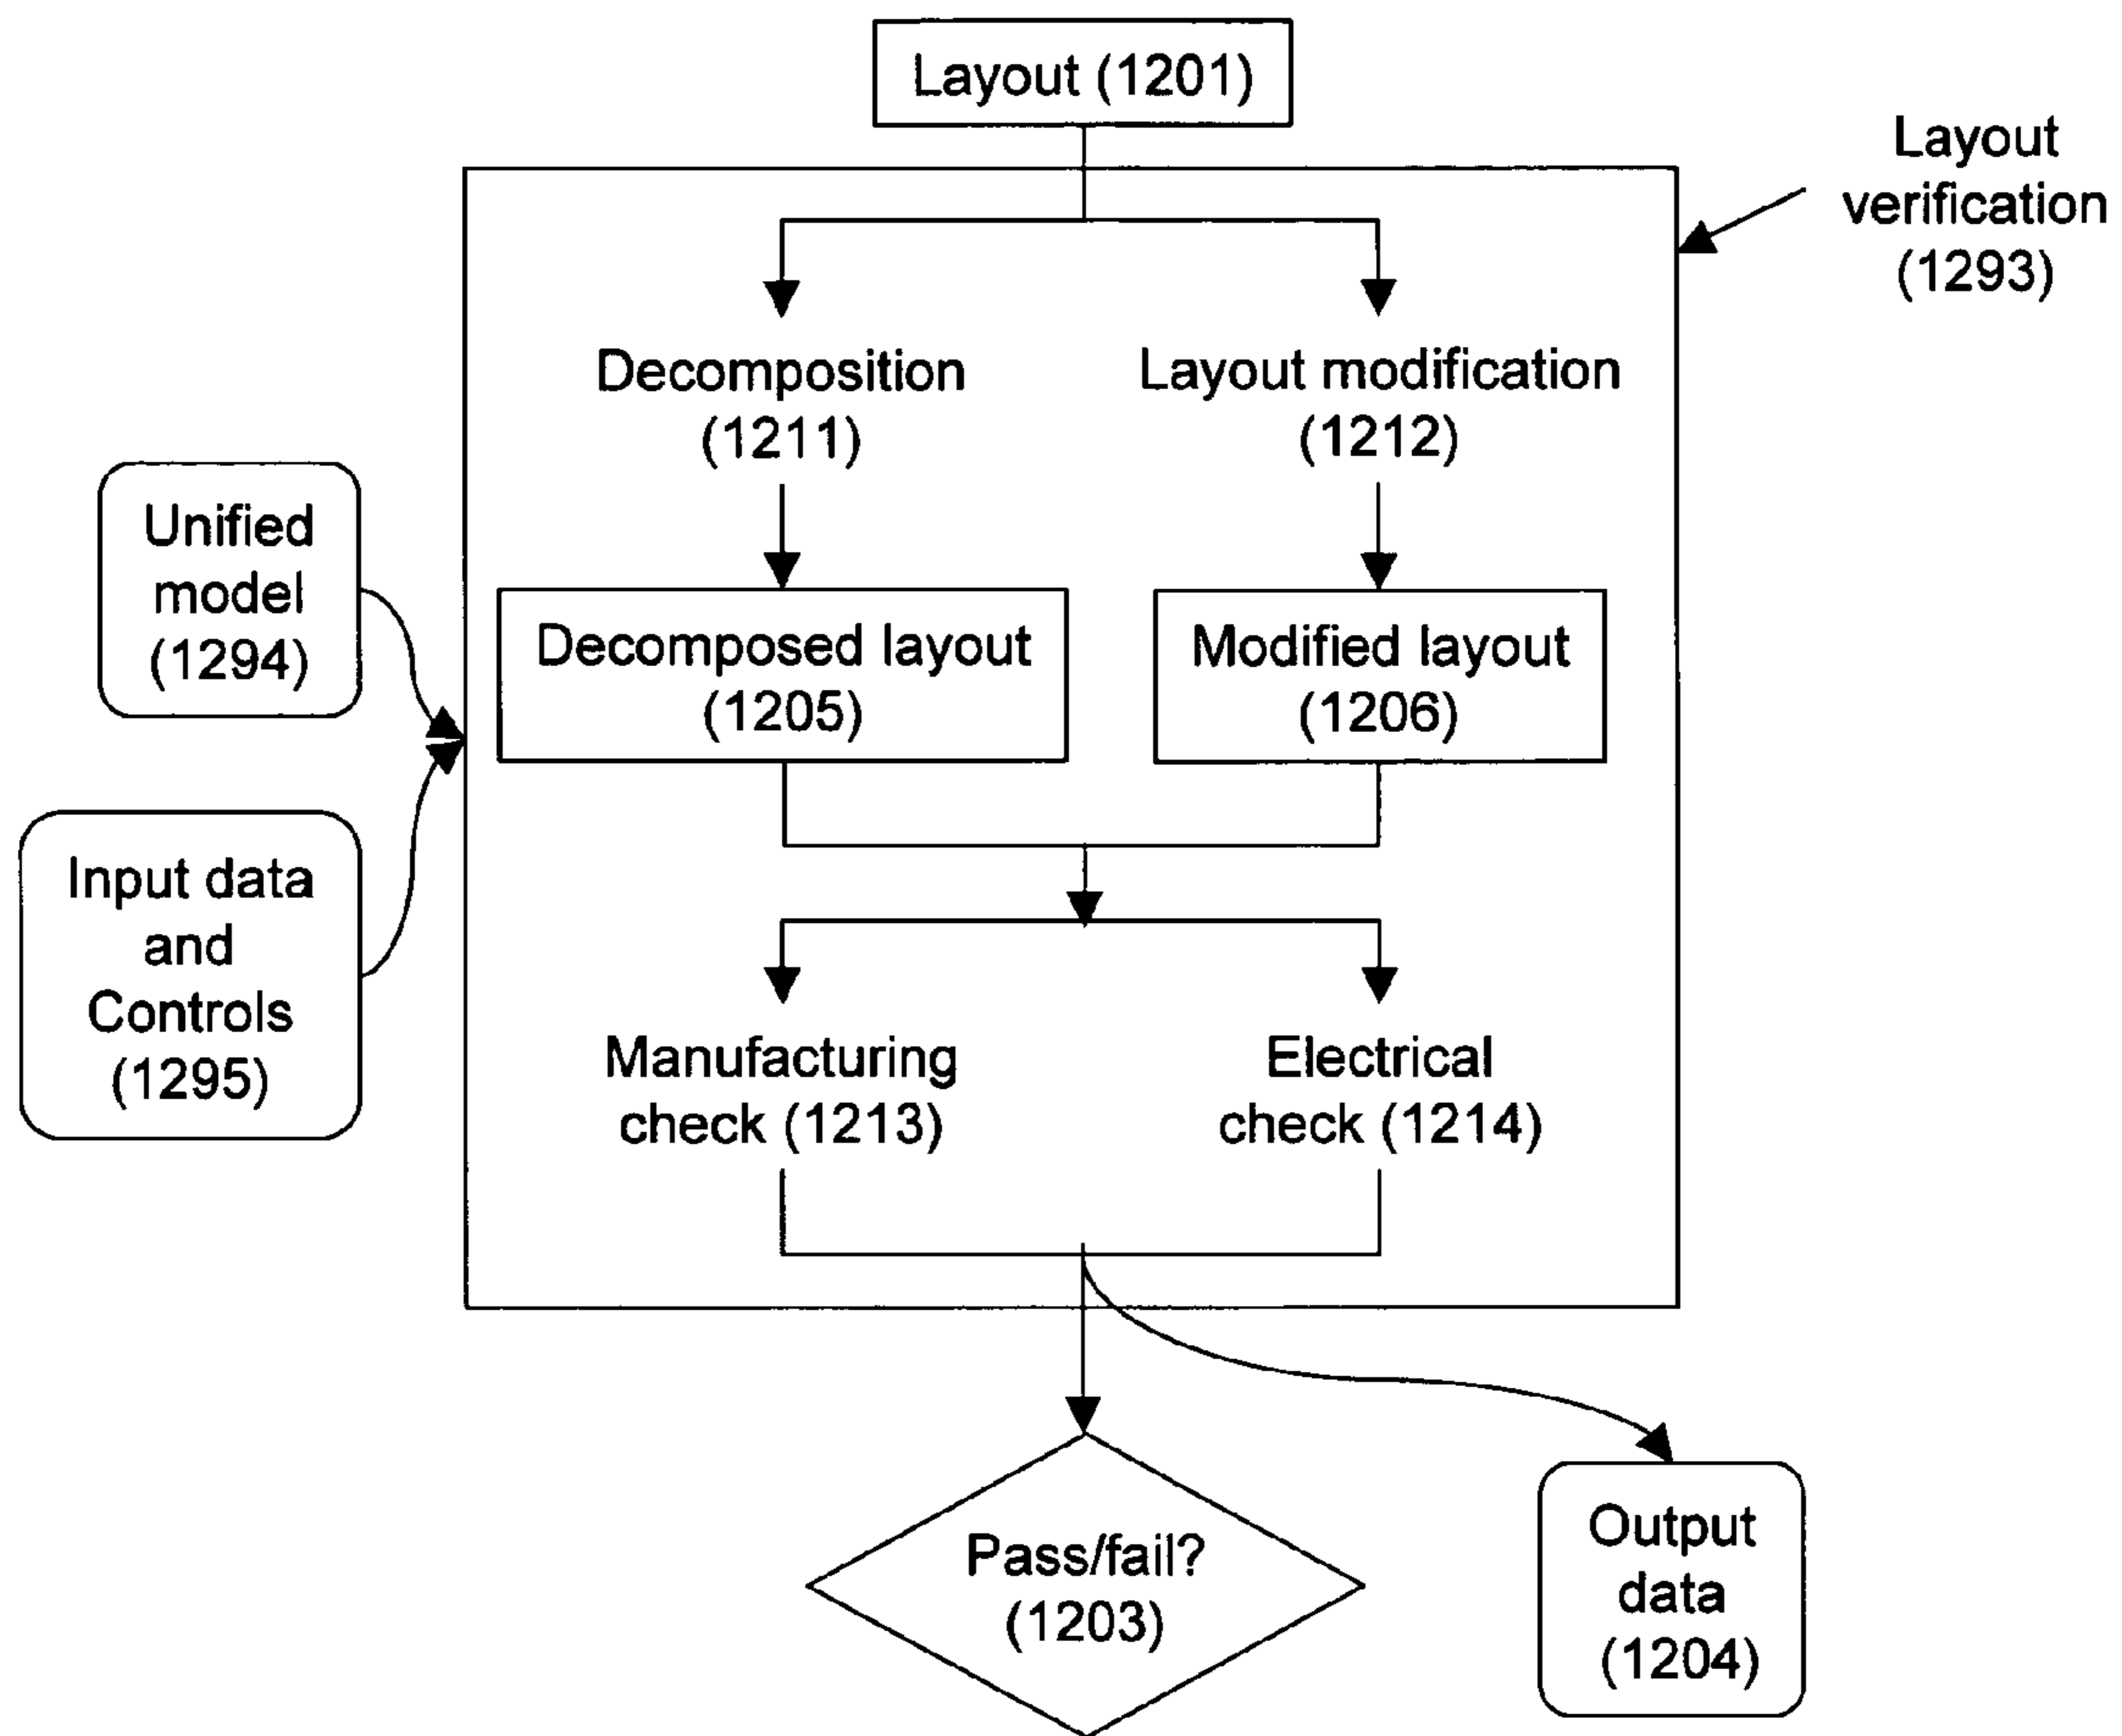 Layout (1201)
Layout
verification
(1293)
Decomposition
(1211)
Layout modification
(1212)
Unified
model
(1294)
Decomposed layout
(1205)
Modified layout
(1206)
Input data
and
Controls
(1295)
Manufacturing
check (1213)
Electrical
check (1214)
Pass/fail?
(1203)
Output
data
(1204)